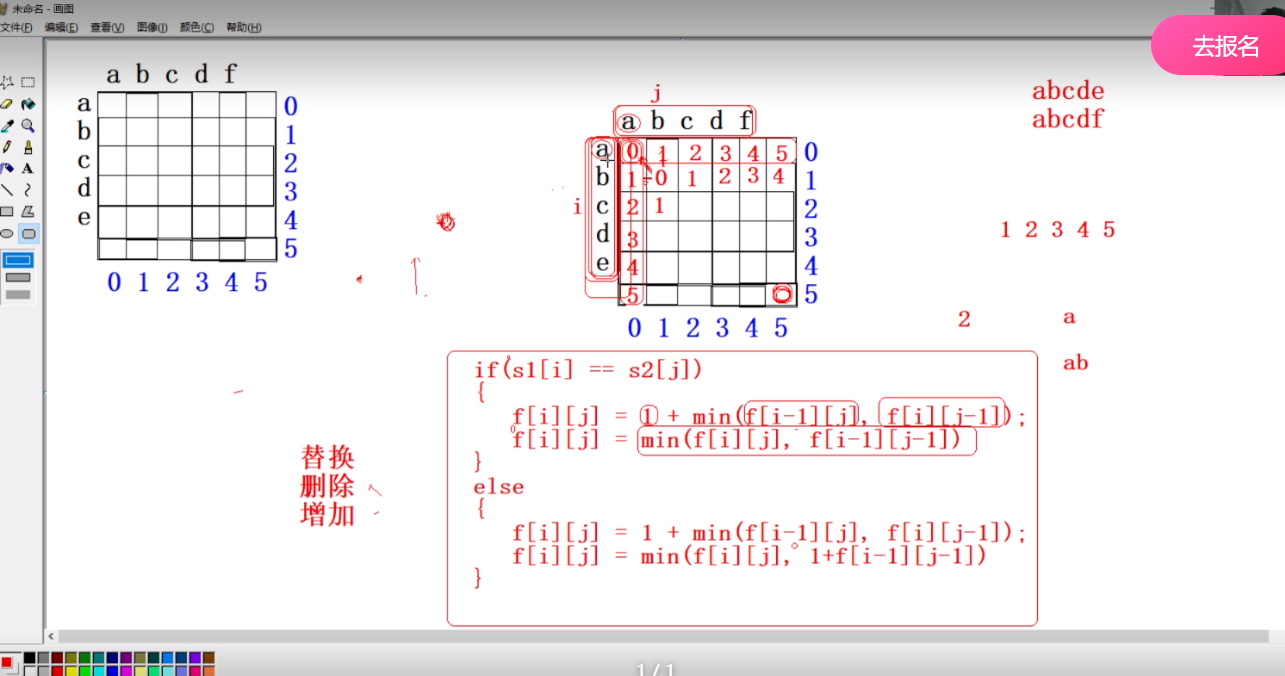 未命名 - 画图
文件(F) 编辑(E) 查看(V) 图像(I) 颜色(C) 帮助(H)
去报名
a b c d f
a 0
b 1
c 2
d 3
e 4
5
0 1 2 3 4 5
j
a b c d f
a 0 1 2 3 4 5 0
b 1 0 1 2 3 4 1
i c 2 1 2
d 3 3
e 4 4
5 5
0 1 2 3 4 5
abcde
abcdf
1 2 3 4 5
2 a
ab
if(s1[i] == s2[j])
{
f[i][j] = 1 + min(f[i-1][j], f[i][j-1]);
f[i][j] = min(f[i][j], f[i-1][j-1])
}
else
{
f[i][j] = 1 + min(f[i-1][j], f[i][j-1]);
f[i][j] = min(f[i][j], 1+f[i-1][j-1])
}
替换
删除
增加
1/1